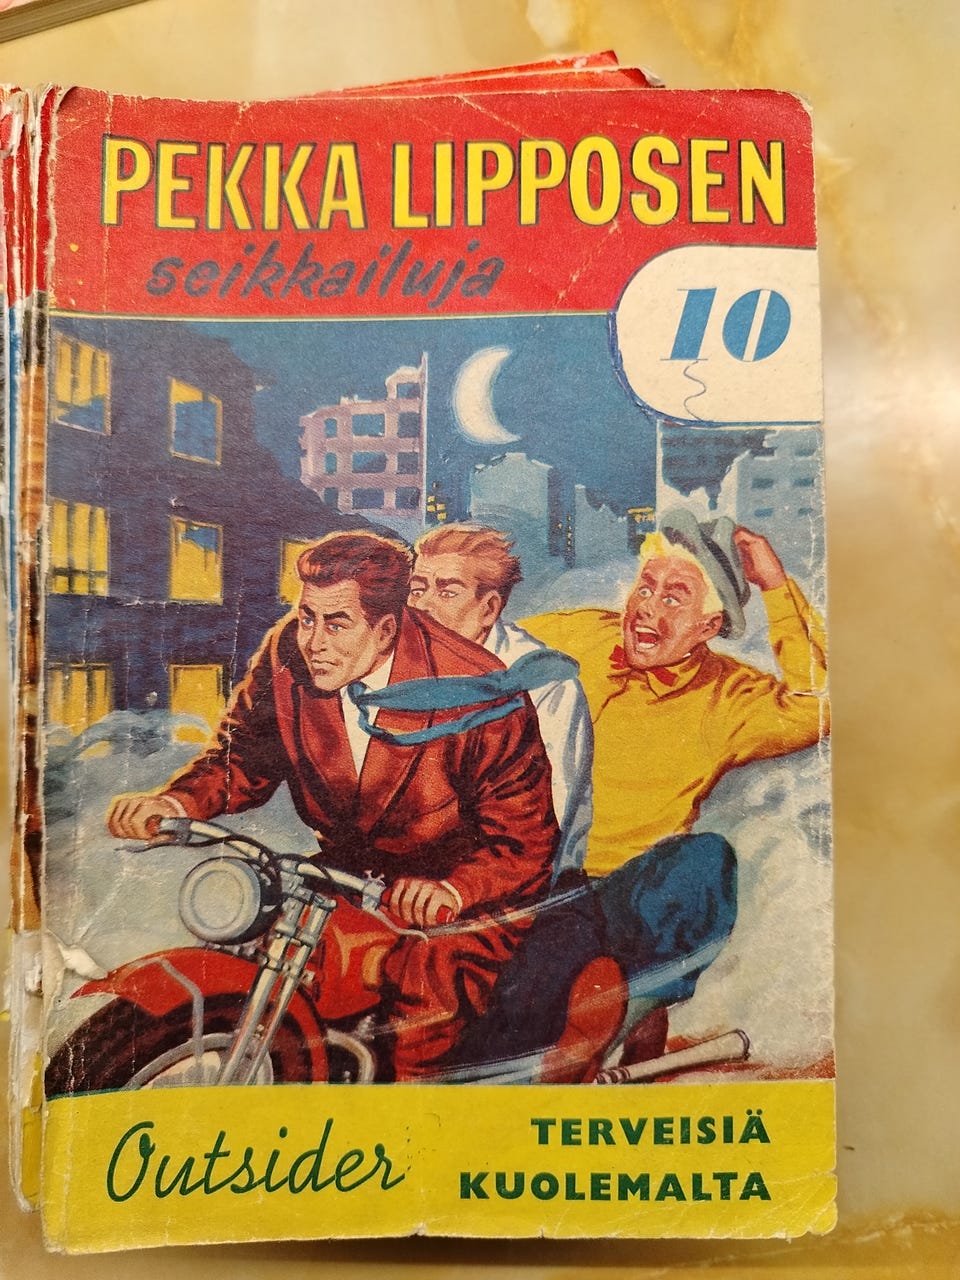 PEKKA LIPPOSEN
seikkailuja
10
Outsider
TERVEISIÄ
KUOLEMALTA